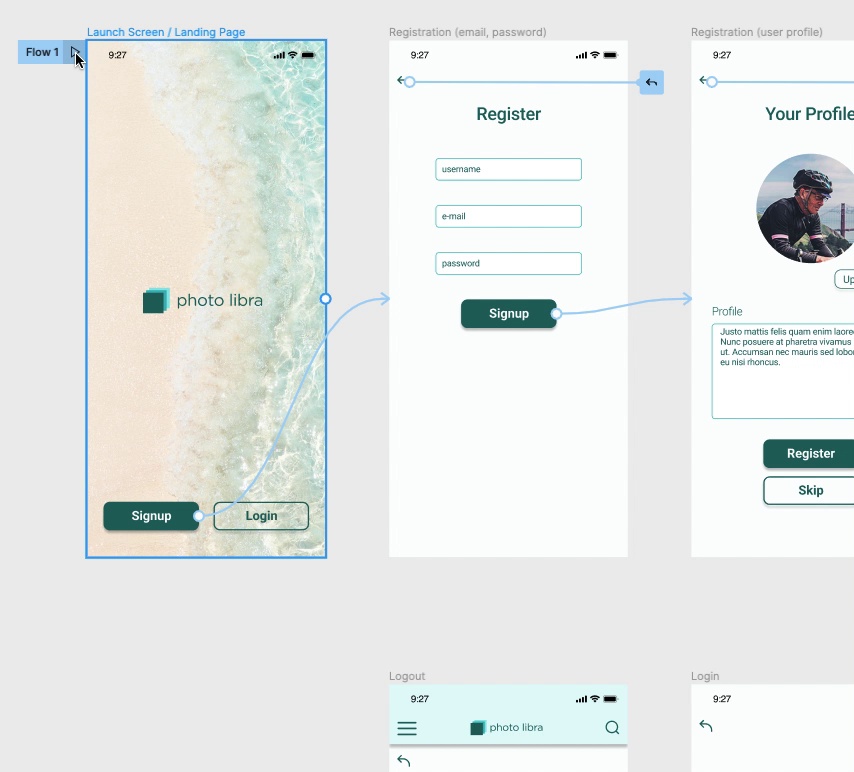 Launch Screen / Landing Page
Flow 1
9:27
photo libra
Signup
Login
Registration (email, password)
9:27
Register
username
e-mail
password
Signup
Registration (user profile)
9:27
Your Profile
Up
Profile
Justo mattis felis quam enim laore
Nunc posuere at pharetra vivamus
ut. Accumsan nec mauris sed lobor
eu nisi rhoncus.
Register
Skip
Logout
9:27
photo libra
Login
9:27